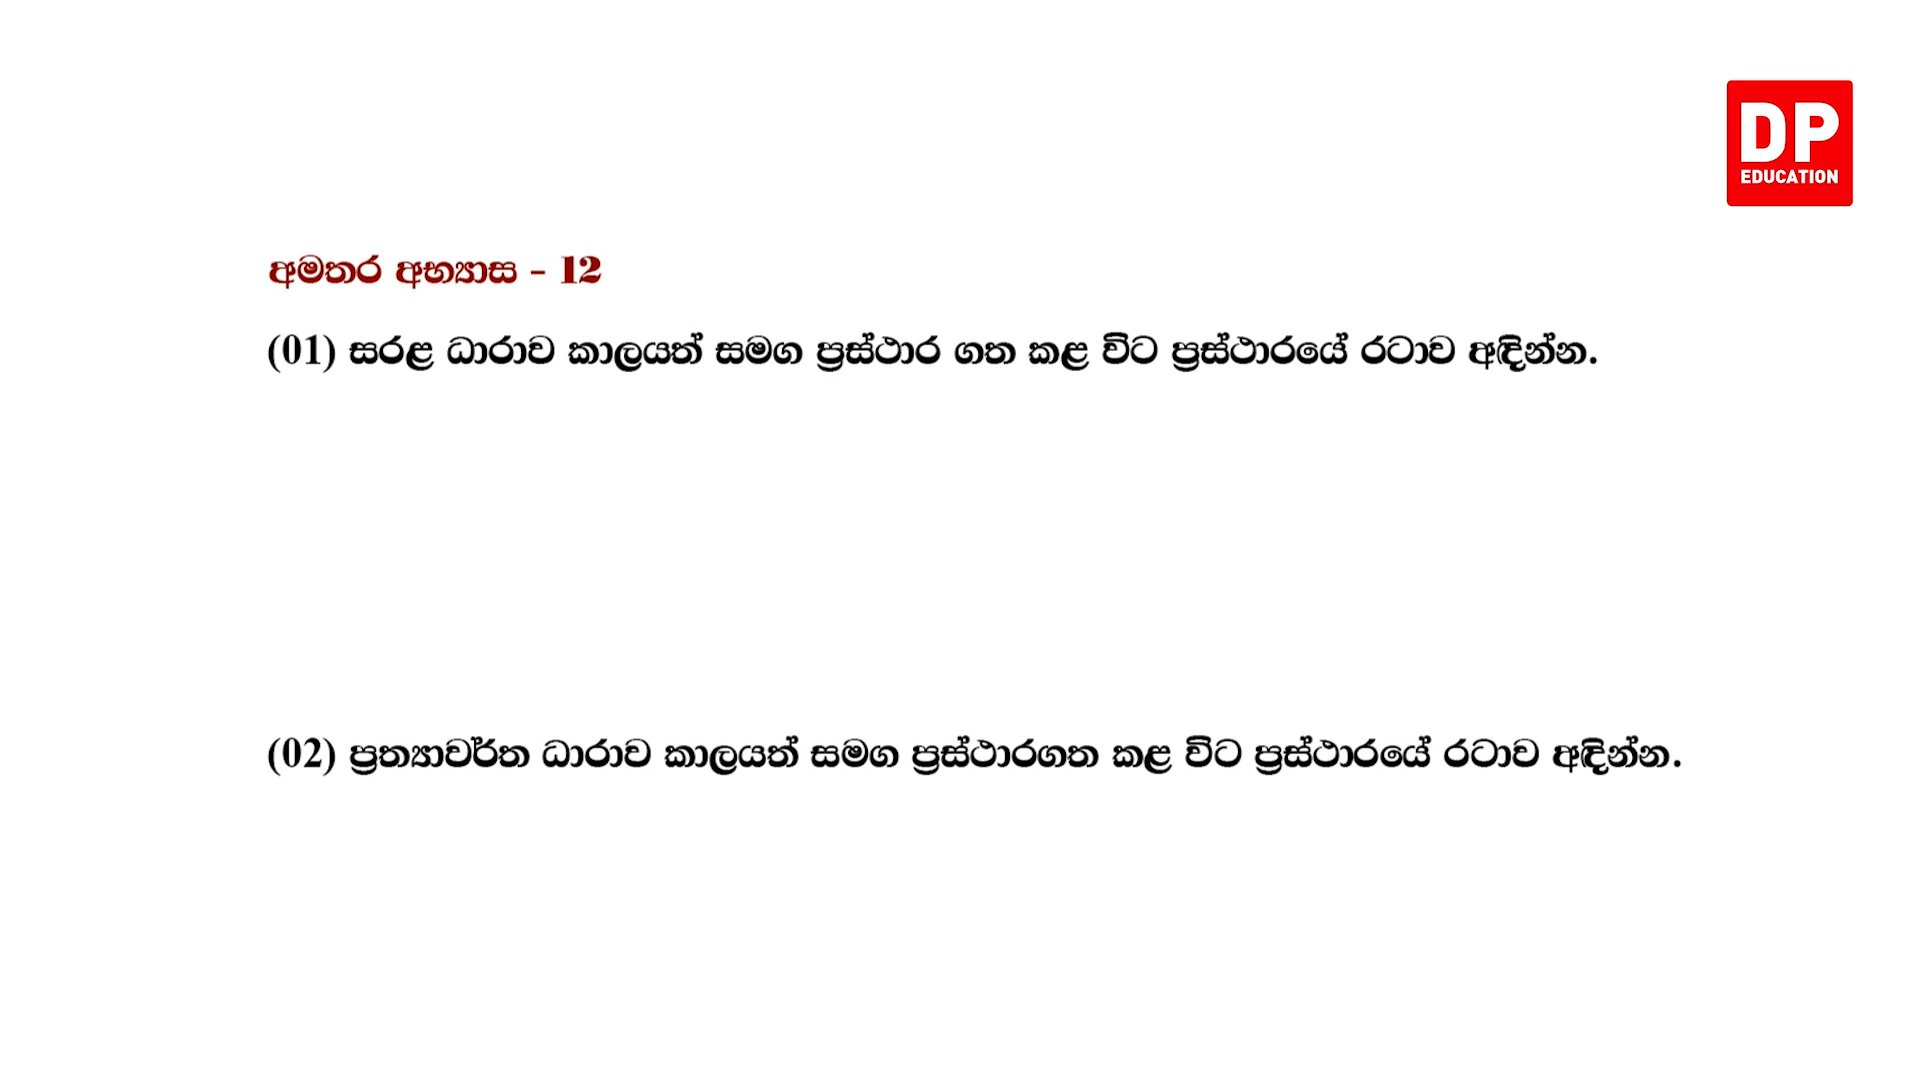 DP
EDUCATION
අමතර අභ්‍යාස - 12
(01) සරළ ධාරාව කාලයත් සමග ප්‍රස්ථාර ගත කළ විට ප්‍රස්ථාරයේ රටාව අඳින්න.
(02) ප්‍රත්‍යාවර්ත ධාරාව කාලයත් සමග ප්‍රස්ථාරගත කළ විට ප්‍රස්ථාරයේ රටාව අඳින්න.